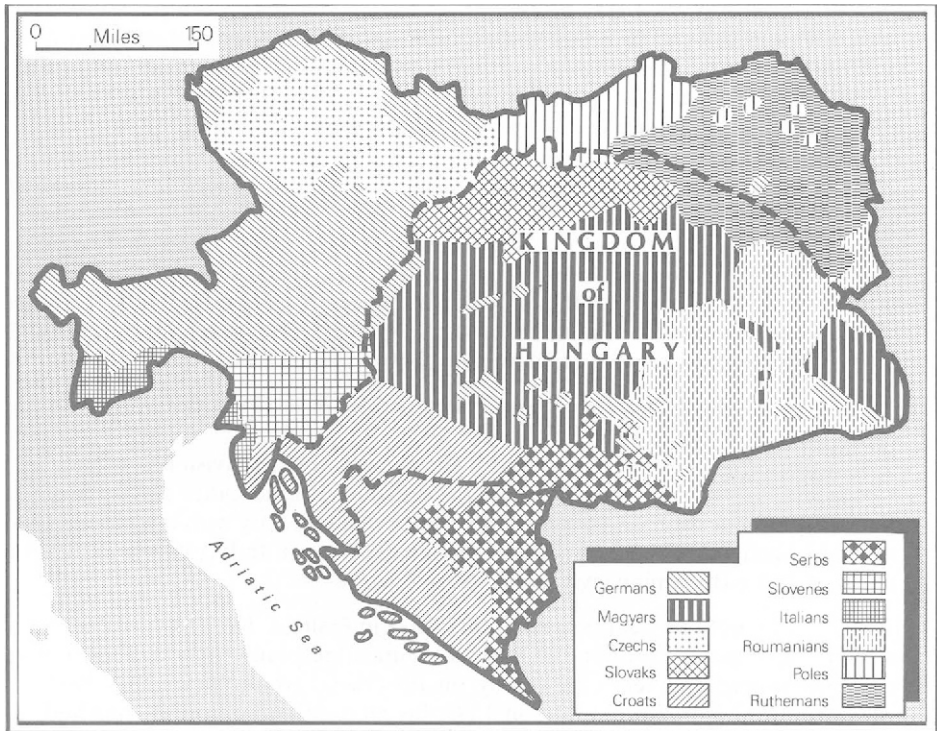 0 Miles 150
KINGDOM
of
HUNGARY
Adriatic Sea
Germans
Magyars
Czechs
Slovaks
Croats
Serbs
Slovenes
Italians
Roumanians
Poles
Ruthemans